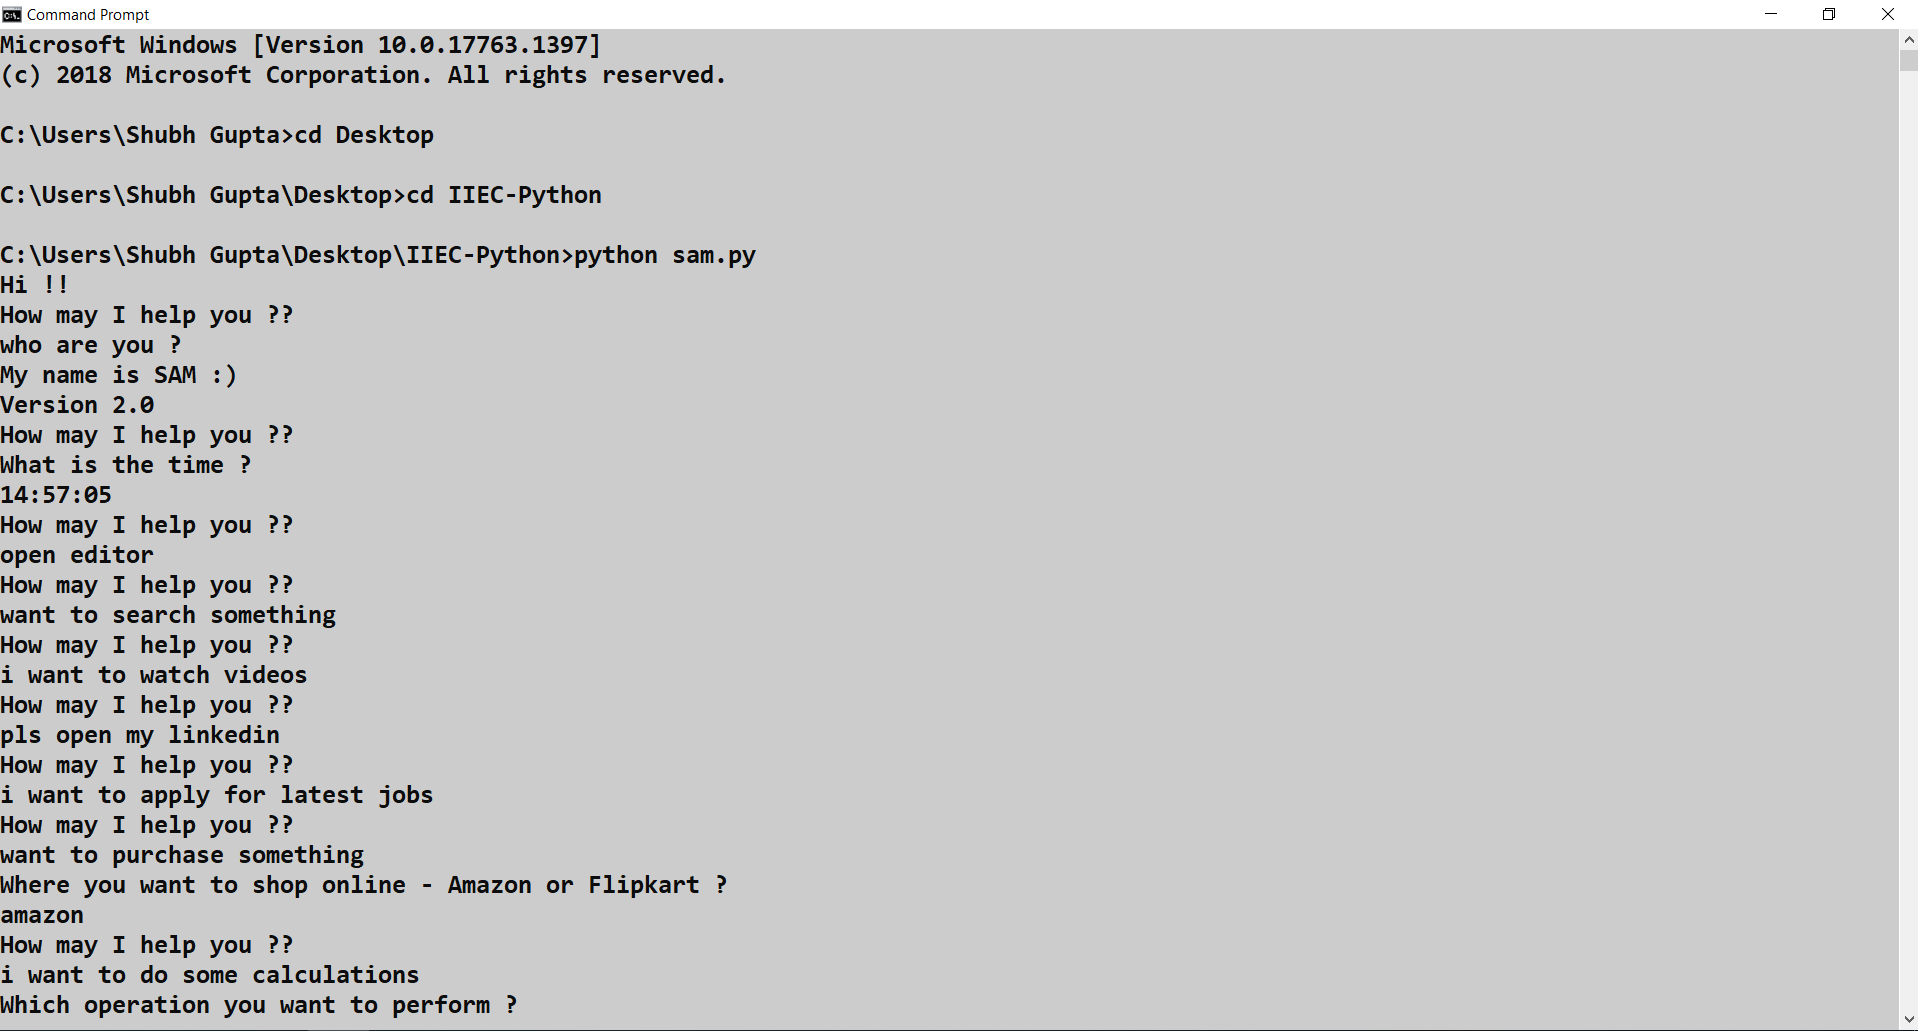 Command Prompt
Microsoft Windows [Version 10.0.17763.1397]
(c) 2018 Microsoft Corporation. All rights reserved.
C:\Users\Shubh Gupta>cd Desktop
C:\Users\Shubh Gupta\Desktop>cd IIEC-Python
C:\Users\Shubh Gupta\Desktop\IIEC-Python>python sam.py
Hi !!
How may I help you ??
who are you ?
My name is SAM :)
Version 2.0
How may I help you ??
What is the time ?
14:57:05
How may I help you ??
open editor
How may I help you ??
want to search something
How may I help you ??
i want to watch videos
How may I help you ??
pls open my linkedin
How may I help you ??
i want to apply for latest jobs
How may I help you ??
want to purchase something
Where you want to shop online - Amazon or Flipkart ?
amazon
How may I help you ??
i want to do some calculations
Which operation you want to perform ?